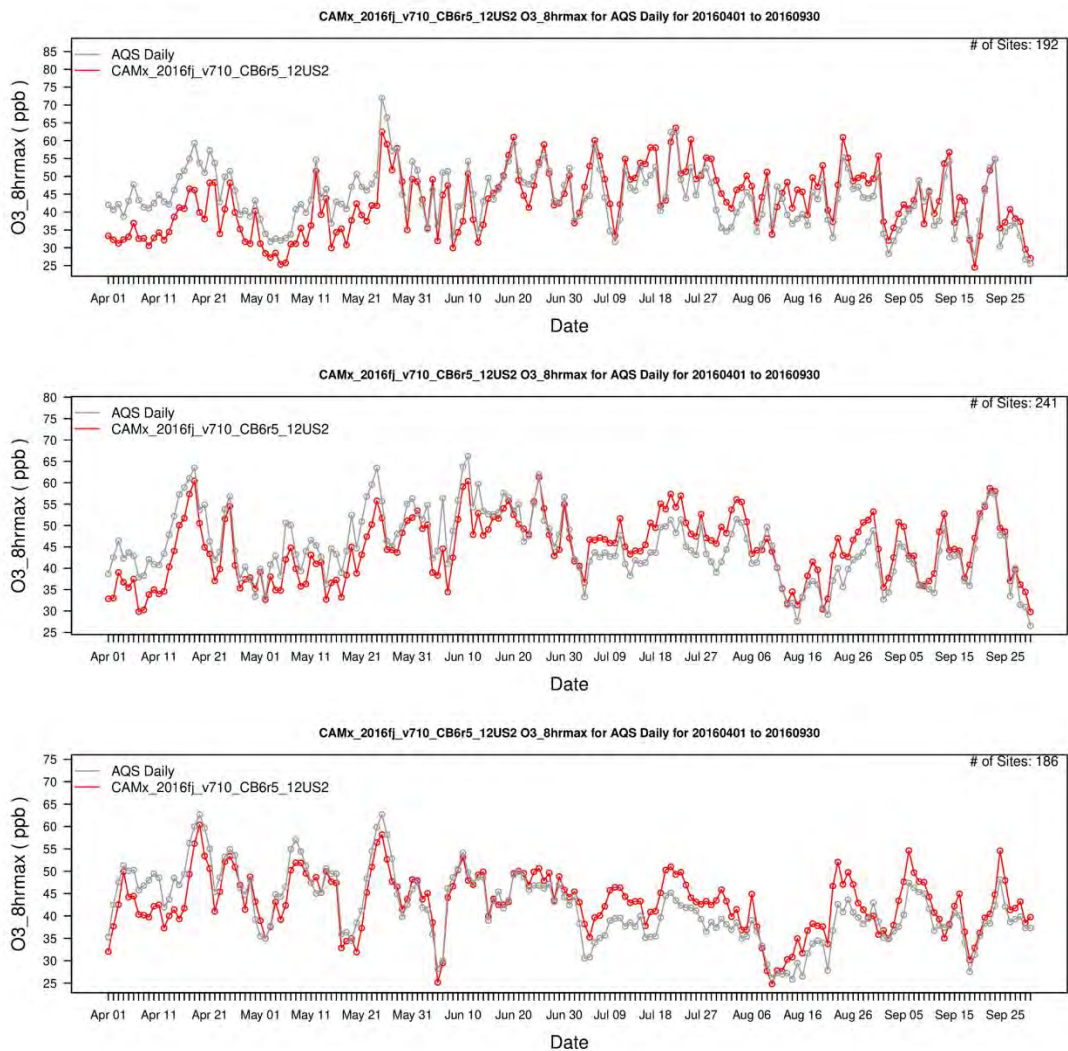 CAMx_2016fj_v710_CB6r5_12US2 O3_8hrmax for AQS Daily for 20160401 to 20160930
# of Sites: 192
AQS Daily
CAMx_2016fj_v710_CB6r5_12US2
O3_8hrmax ( ppb )
85
80
75
70
65
60
55
50
45
40
35
30
25
Apr 01 Apr 11 Apr 21 May 01 May 11 May 21 May 31 Jun 10 Jun 20 Jun 30 Jul 09 Jul 18 Jul 27 Aug 06 Aug 16 Aug 26 Sep 05 Sep 15 Sep 25
Date
CAMx_2016fj_v710_CB6r5_12US2 O3_8hrmax for AQS Daily for 20160401 to 20160930
# of Sites: 241
AQS Daily
CAMx_2016fj_v710_CB6r5_12US2
O3_8hrmax ( ppb )
80
75
70
65
60
55
50
45
40
35
30
25
Apr 01 Apr 11 Apr 21 May 01 May 11 May 21 May 31 Jun 10 Jun 20 Jun 30 Jul 09 Jul 18 Jul 27 Aug 06 Aug 16 Aug 26 Sep 05 Sep 15 Sep 25
Date
CAMx_2016fj_v710_CB6r5_12US2 O3_8hrmax for AQS Daily for 20160401 to 20160930
# of Sites: 186
AQS Daily
CAMx_2016fj_v710_CB6r5_12US2
O3_8hrmax ( ppb )
75
70
65
60
55
50
45
40
35
30
25
Apr 01 Apr 11 Apr 21 May 01 May 11 May 21 May 31 Jun 10 Jun 20 Jun 30 Jul 09 Jul 18 Jul 27 Aug 06 Aug 16 Aug 26 Sep 05 Sep 15 Sep 25
Date